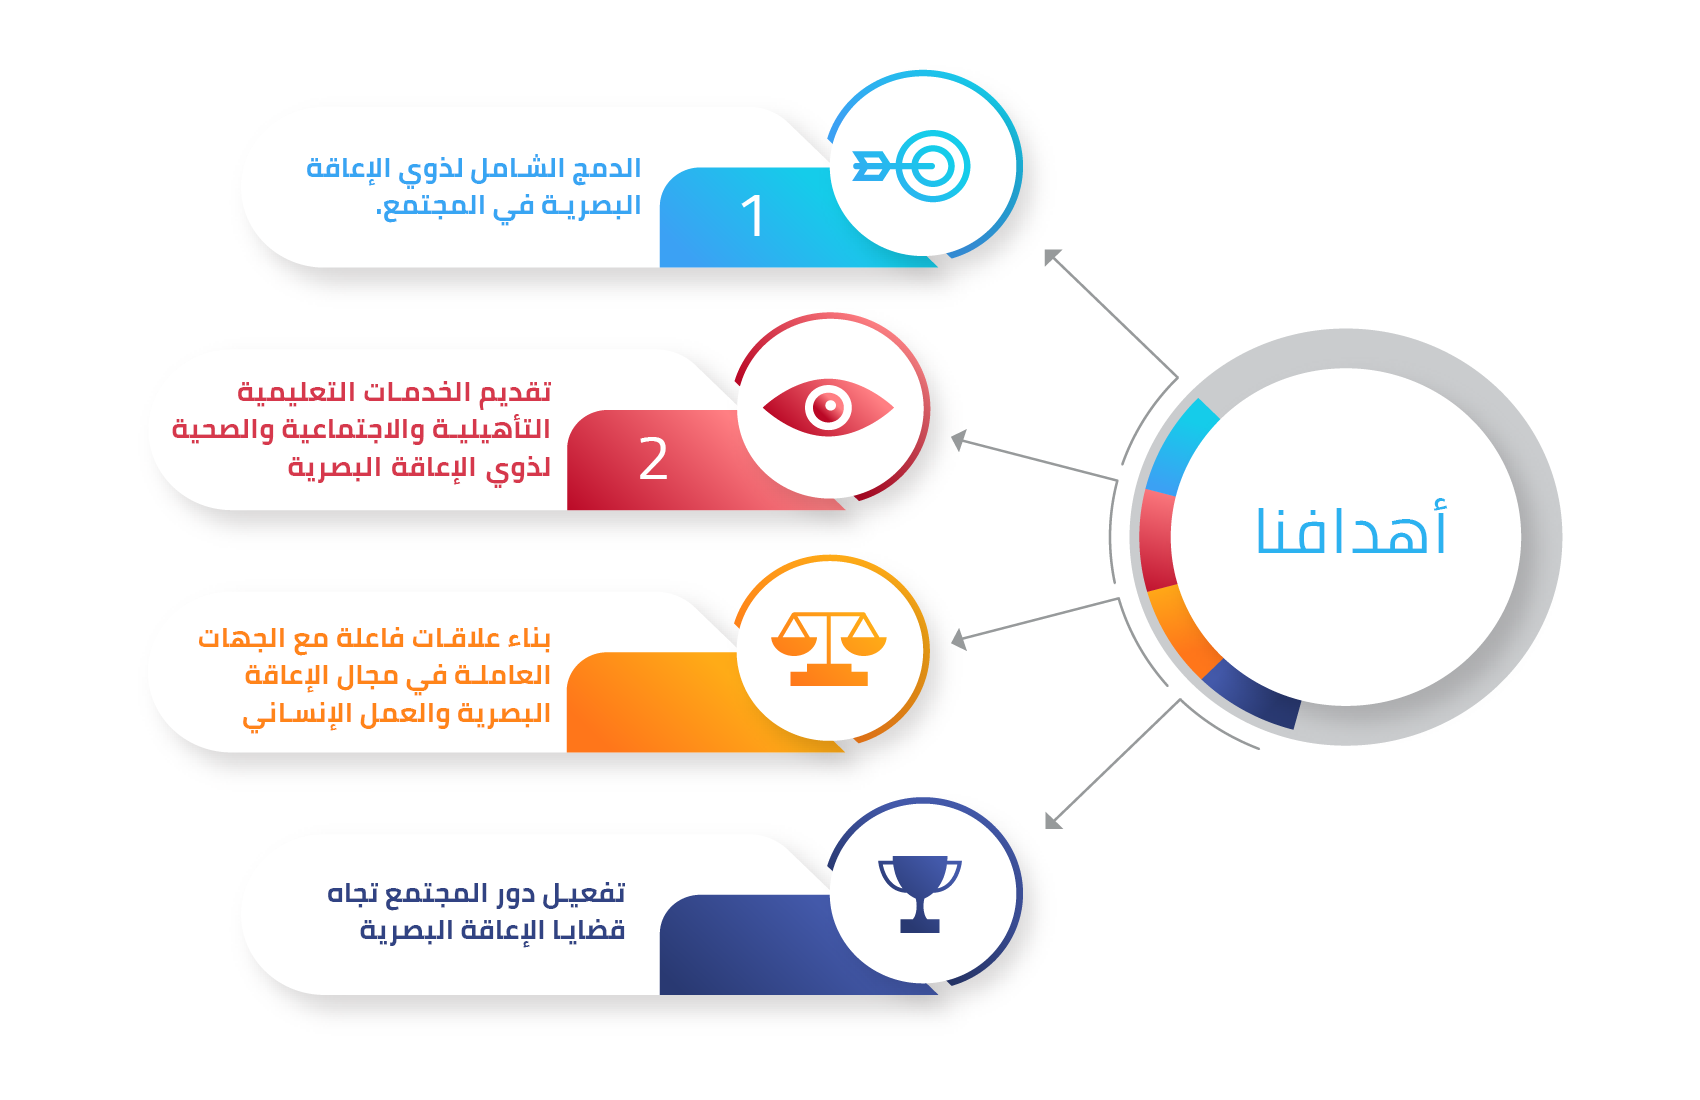 أهدافنا
1
الدمج الشامل لذوي الإعاقة
البصرية في المجتمع.
2
تقديم الخدمات التعليمية
التأهيلية والاجتماعية والصحية
لذوي الإعاقة البصرية
بناء علاقات فاعلة مع الجهات
العاملة في مجال الإعاقة
البصرية والعمل الإنساني
تفعيل دور المجتمع تجاه
قضايا الإعاقة البصرية